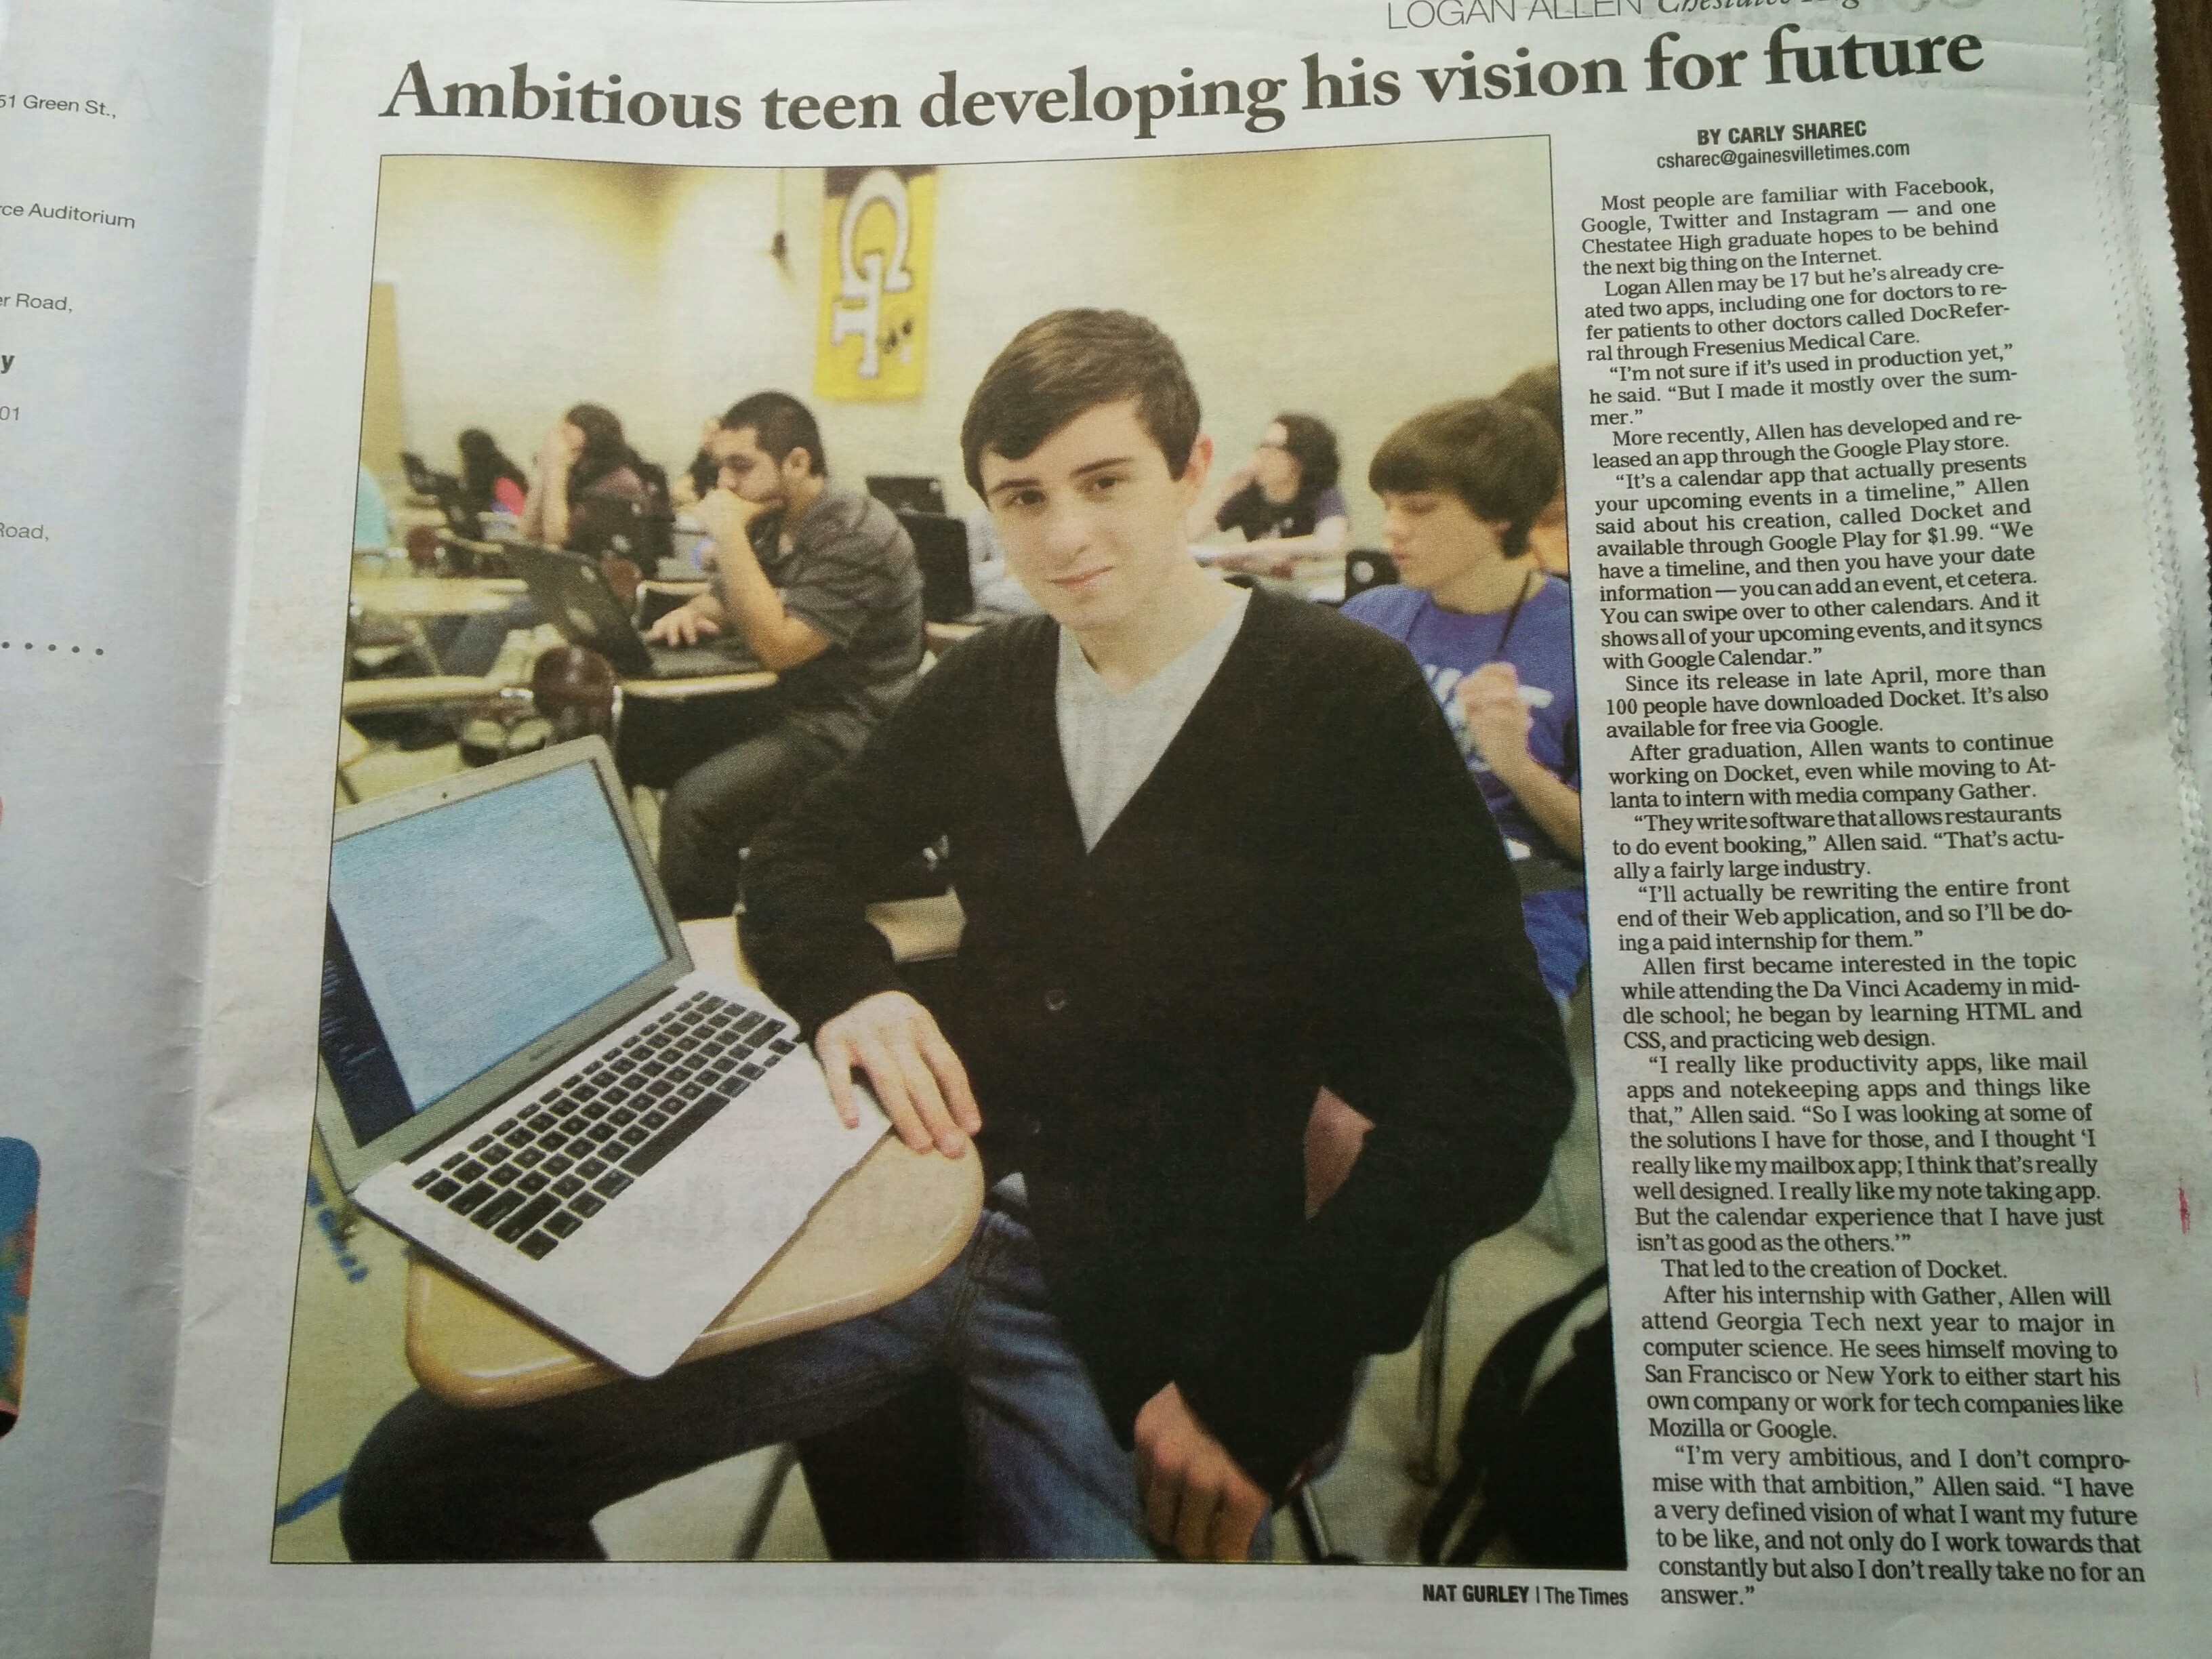 51 Green St.,
Auditorium
Road,
y
01
Road,
LOGAN ALLEN
Ambitious teen developing his vision for future
GT
BY CARLY SHAREC
csharec@gainesvilletimes.com
Most people are familiar with Facebook,
Google, Twitter and Instagram — and one
Chestatee High graduate hopes to be behind
the next big thing on the Internet.
Logan Allen may be 17 but he's already cre-
ated two apps, including one for doctors to re-
fer patients to other doctors called DocRefer-
ral through Fresenius Medical Care.
“I'm not sure if it's used in production yet,”
he said. “But I made it mostly over the sum-
mer.”
More recently, Allen has developed and re-
leased an app through the Google Play store.
“It's a calendar app that actually presents
your upcoming events in a timeline,” Allen
said about his creation, called Docket and
available through Google Play for $1.99. “We
have a timeline, and then you have your date
information — you can add an event, et cetera.
You can swipe over to other calendars. And it
shows all of your upcoming events, and it syncs
with Google Calendar.”
Since its release in late April, more than
100 people have downloaded Docket. It's also
available for free via Google.
After graduation, Allen wants to continue
working on Docket, even while moving to At-
lanta to intern with media company Gather.
“They write software that allows restaurants
to do event booking,” Allen said. “That's actu-
ally a fairly large industry.
“I'll actually be rewriting the entire front
end of their Web application, and so I'll be do-
ing a paid internship for them.”
Allen first became interested in the topic
while attending the Da Vinci Academy in mid-
dle school; he began by learning HTML and
CSS, and practicing web design.
“I really like productivity apps, like mail
apps and notekeeping apps and things like
that,” Allen said. “So I was looking at some of
the solutions I have for those, and I thought ‘I
really like my mailbox app; I think that's really
well designed. I really like my note taking app.
But the calendar experience that I have just
isn't as good as the others.’”
That led to the creation of Docket.
After his internship with Gather, Allen will
attend Georgia Tech next year to major in
computer science. He sees himself moving to
San Francisco or New York to either start his
own company or work for tech companies like
Mozilla or Google.
“I'm very ambitious, and I don't compro-
mise with that ambition,” Allen said. “I have
a very defined vision of what I want my future
to be like, and not only do I work towards that
constantly but also I don't really take no for an
answer.”
NAT GURLEY | The Times